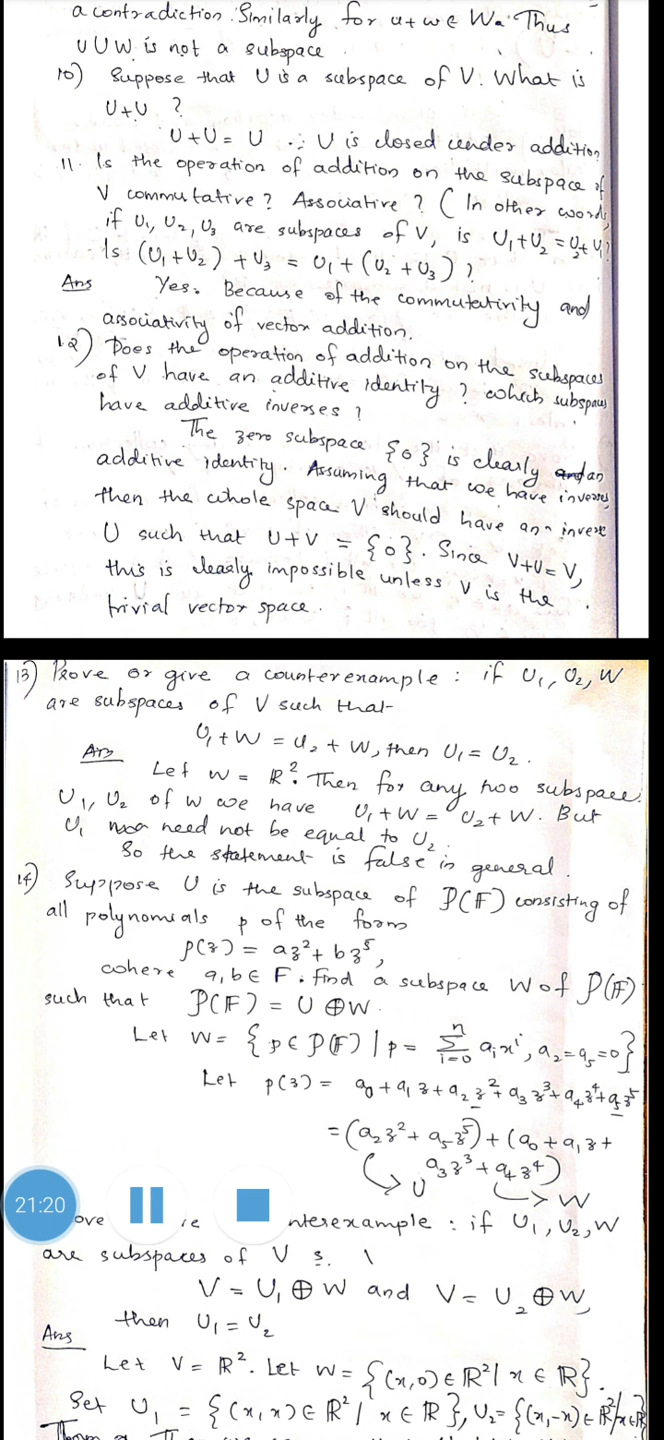 a contradiction. Similarly for u+w ∈ W. Thus
U∪W is not a subspace.
10) Suppose that U is a subspace of V. What is
U+U ?
U+U = U ∵ U is closed under addition
11. Is the operation of addition on the subspace of
V commutative? Associative? (In other words,
if U₁, U₂, U₃ are subspaces of V, is U₁+U₂ = U₂+U₁?
Is (U₁+U₂) + U₃ = U₁ + (U₂+U₃) ?
Ans Yes. Because of the commutativity and
associativity of vector addition.
12) Does the operation of addition on the subspaces
of V have an additive identity? which subspaces
have additive inverses?
The zero subspace {0} is clearly an
additive identity. Assuming that we have inverses,
then the whole space V should have an inverse
U such that U+V = {0}. Since V+U = V,
this is clearly impossible unless V is the
trivial vector space.
13) Prove or give a counterexample : if U₁, U₂, W
are subspaces of V such that
U₁+W = U₂+W, then U₁ = U₂.
Ans
Let W = ℝ². Then for any two subspace
U₁, U₂ of W we have U₁+W = U₂+W. But
U₁ need not be equal to U₂.
So the statement is false in general.
14) Suppose U is the subspace of P(F) consisting of
all polynomials p of the form
p(z) = az²+ bz⁵,
where a, b ∈ F. find a subspace W of P(F)
such that P(F) = U ⊕ W.
Let W = {p ∈ P(F) | p = Σⁿᵢ₌₀ aᵢxⁱ, a₂=a₅=0}
Let p(z) = a₀+a₁z+a₂z²+a₃z³+a₄z⁴+a₅z⁵
=(a₂z²+ a₅z⁵)+(a₀+a₁z+
a₃z³+a₄z⁴)
↳ U ↳ W
21:20
ove nterexample : if U₁, U₂, W
are subspaces of V
V = U₁ ⊕ W and V = U₂ ⊕ W,
then U₁ = U₂
Ans
Let V = ℝ². Let W = {(x,0) ∈ ℝ² | x ∈ ℝ}.
Set U₁ = {(x,x) ∈ ℝ² / x ∈ ℝ}, U₂= {(x,-x) ∈ ℝ²/x∈ℝ}